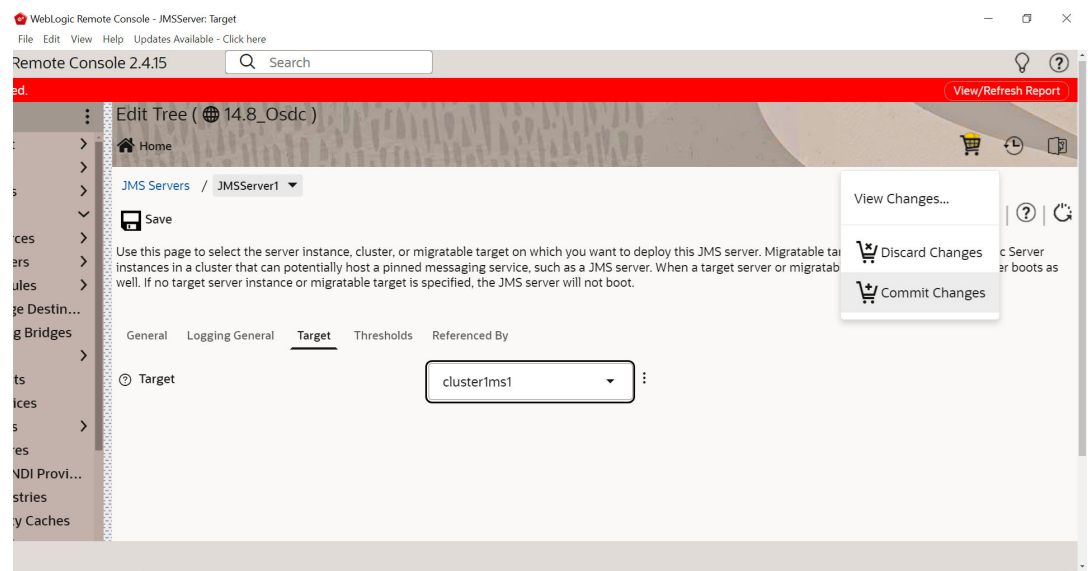 WebLogic Remote Console - JMSServer: Target
File Edit View Help Updates Available - Click here
Remote Console 2.4.15 Search
ed. View/Refresh Report
Edit Tree ( 14.8_Osdc )
Home
JMS Servers / JMSServer1
View Changes...
Save
Discard Changes
Commit Changes
Use this page to select the server instance, cluster, or migratable target on which you want to deploy this JMS server. Migratable tar c Server
instances in a cluster that can potentially host a pinned messaging service, such as a JMS server. When a target server or migratab er boots as
well. If no target server instance or migratable target is specified, the JMS server will not boot.
General Logging General Target Thresholds Referenced By
Target cluster1ms1
rces
ers
ules
ge Destin...
g Bridges
ts
ices
s
res
NDI Provi...
stries
y Caches